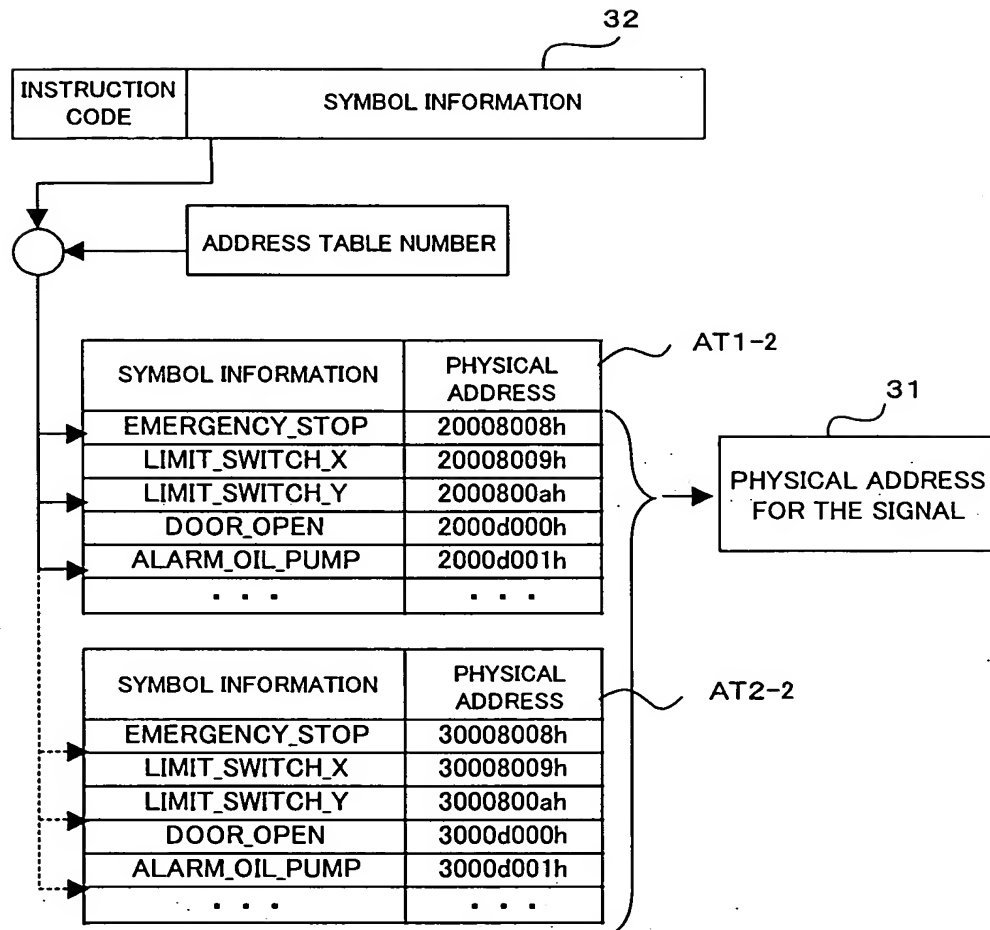 32
INSTRUCTION
CODE
SYMBOL INFORMATION
ADDRESS TABLE NUMBER
AT1-2
SYMBOL INFORMATION
PHYSICAL
ADDRESS
EMERGENCY_STOP 20008008h
LIMIT_SWITCH_X 20008009h
LIMIT_SWITCH_Y 2000800ah
DOOR_OPEN 2000d000h
ALARM_OIL_PUMP 2000d001h
. . . . . .
31
PHYSICAL ADDRESS
FOR THE SIGNAL
AT2-2
SYMBOL INFORMATION
PHYSICAL
ADDRESS
EMERGENCY_STOP 30008008h
LIMIT_SWITCH_X 30008009h
LIMIT_SWITCH_Y 3000800ah
DOOR_OPEN 3000d000h
ALARM_OIL_PUMP 3000d001h
. . . . . .